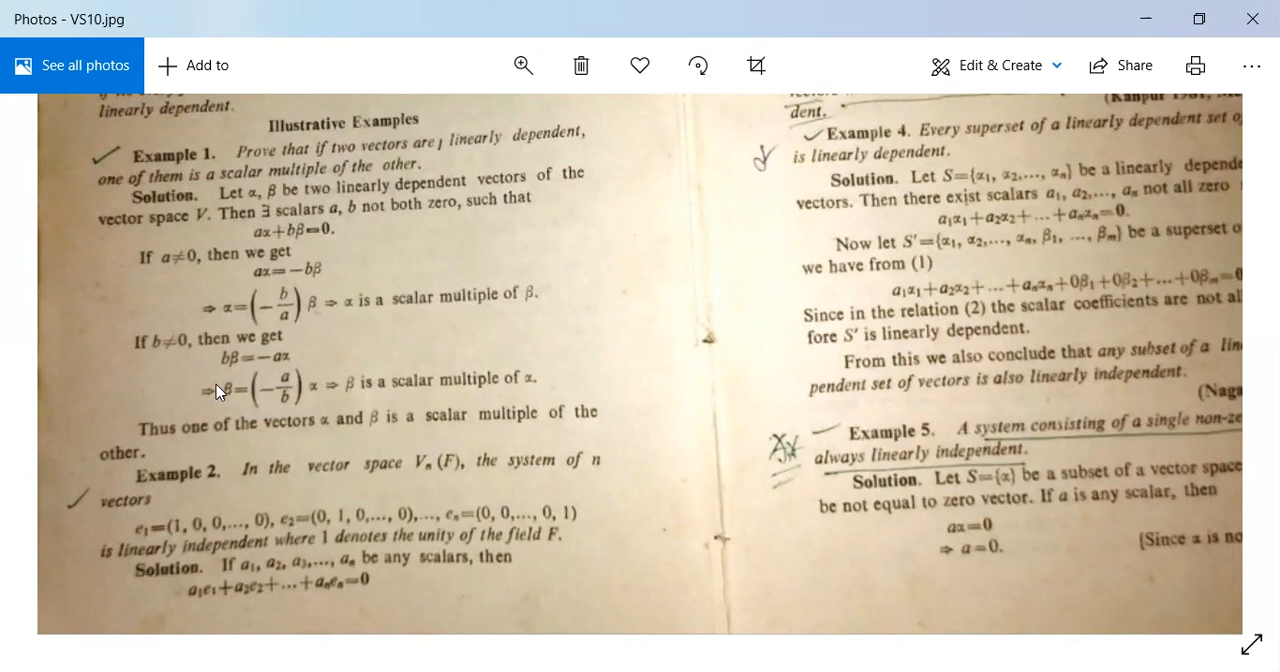 Photos - VS10.jpg
See all photos
Add to
Edit & Create
Share
linearly dependent.
Illustrative Examples
Example 1. Prove that if two vectors are linearly dependent,
one of them is a scalar multiple of the other.
Solution. Let α, β be two linearly dependent vectors of the
vector space V. Then ∃ scalars a, b not both zero, such that
aα+bβ=0.
If a≠0, then we get
aα=−bβ
⇒ α=(−b/a) β ⇒ α is a scalar multiple of β.
If b≠0, then we get
bβ=−aα
⇒ β=(−a/b) α ⇒ β is a scalar multiple of α.
Thus one of the vectors α and β is a scalar multiple of the
other.
Example 2. In the vector space Vn (F), the system of n
vectors
e1=(1, 0, 0,..., 0), e2=(0, 1, 0,..., 0),..., en=(0, 0,..., 0, 1)
is linearly independent where 1 denotes the unity of the field F.
Solution. If a1, a2, a3,..., an be any scalars, then
a1e1+a2e2+...+anen=0
dent.
(Kanpur
Example 4. Every superset of a linearly dependent set o
is linearly dependent.
Solution. Let S={α1, α2,..., αn} be a linearly depende
vectors. Then there exist scalars a1, a2,..., an not all zero
a1α1+a2α2+...+anαn=0.
Now let S'={α1, α2,..., αn, β1, ..., βm} be a superset o
we have from (1)
a1α1+a2α2+...+anαn+0β1+0β2+...+0βm=0
Since in the relation (2) the scalar coefficients are not al
fore S' is linearly dependent.
From this we also conclude that any subset of a lin
pendent set of vectors is also linearly independent.
(Naga
Example 5. A system consisting of a single non-ze
always linearly independent.
Solution. Let S={α} be a subset of a vector space
be not equal to zero vector. If a is any scalar, then
aα=0
⇒ a=0. [Since α is no